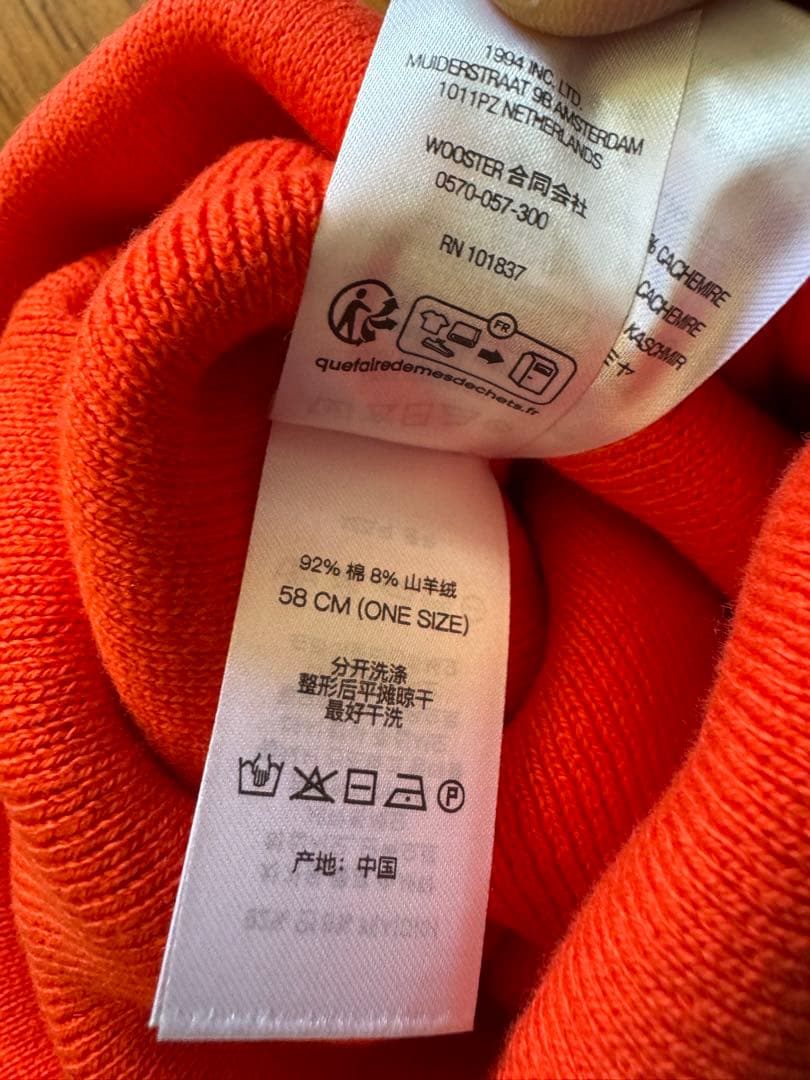 1994 INC. LTD.
MUIDERSTRAAT 9B AMSTERDAM
1011PZ NETHERLANDS
WOOSTER 合同会社
0570-057-300
RN 101837
FR
quefairedemesdechets.fr
% CACHEMIRE
CACHEMIRE
KASCHMIR
ミヤ
92% 棉 8% 山羊绒
58 CM (ONE SIZE)
分开洗涤
整形后平摊晾干
最好干洗
P
产地：中国